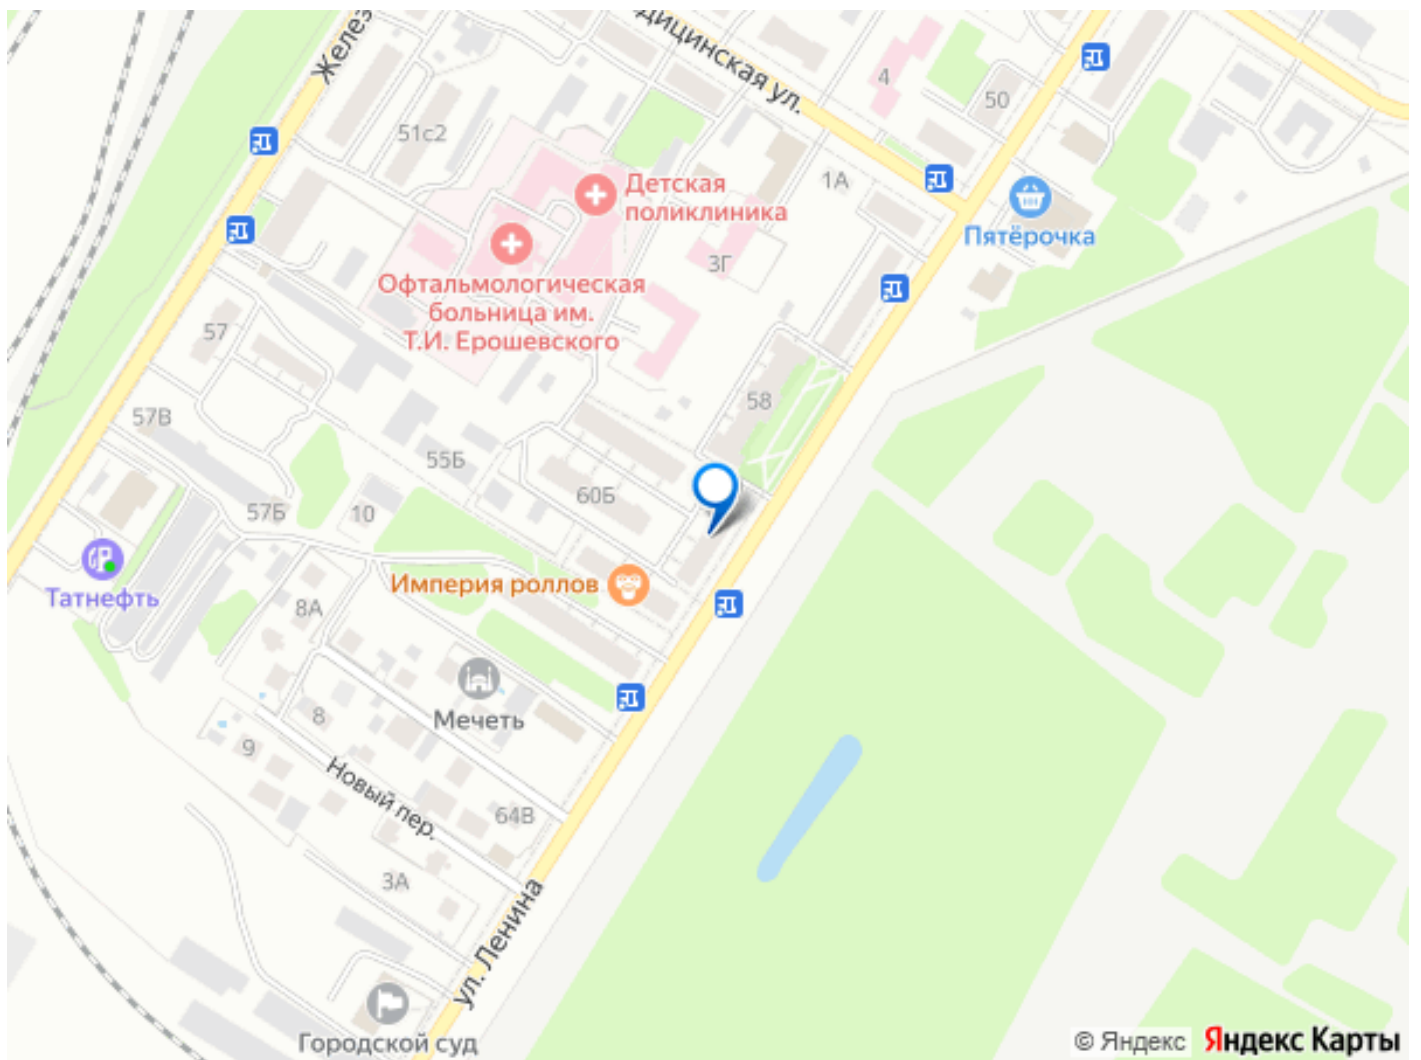 Желез
дицинская ул.
4
50
51с2
1А
Детская
поликлиника
Пятёрочка
3Г
Офтальмологическая
больница им.
Т.И. Ерошевского
57
58
57В
55Б
60Б
57Б
10
Империя роллов
Татнефть
8А
Мечеть
8
9
Новый пер.
64В
3А
ул. Ленина
Городской суд
© Яндекс Яндекс Карты